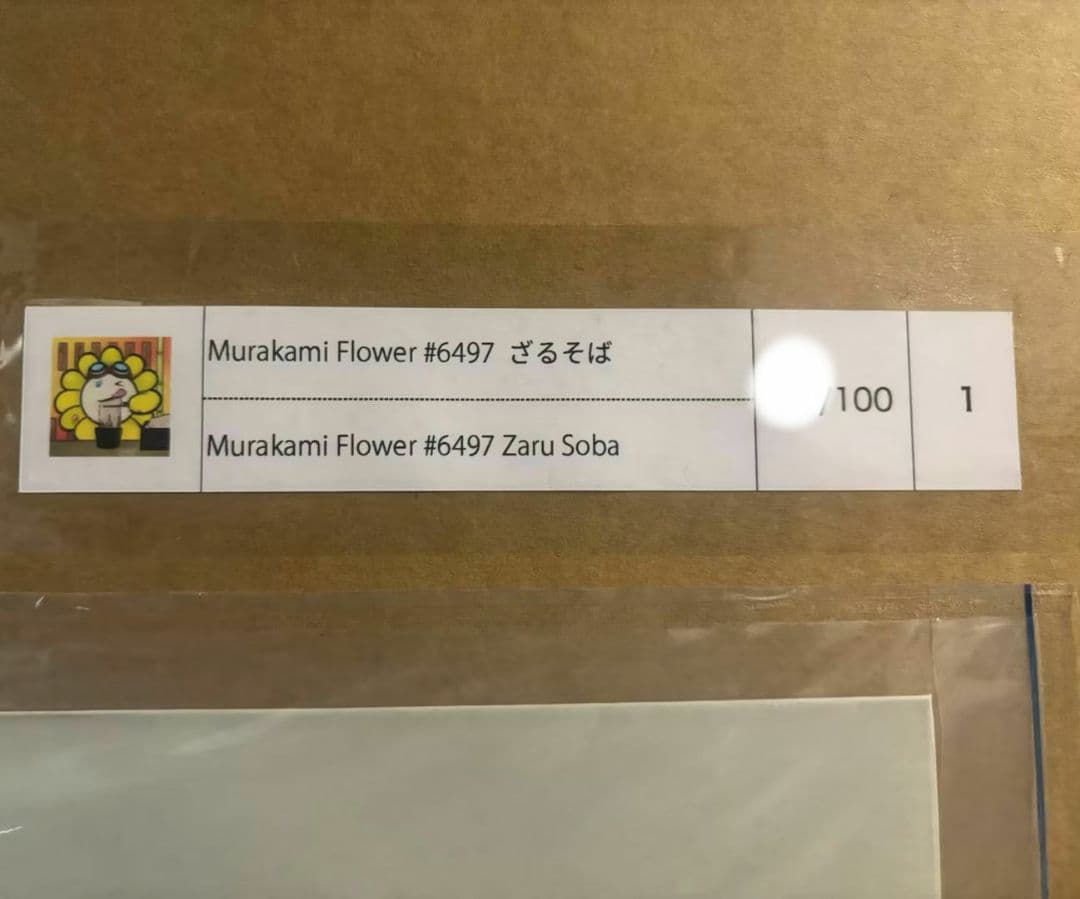 Murakami Flower #6497 ざるそば
Murakami Flower #6497 Zaru Soba
/100
1